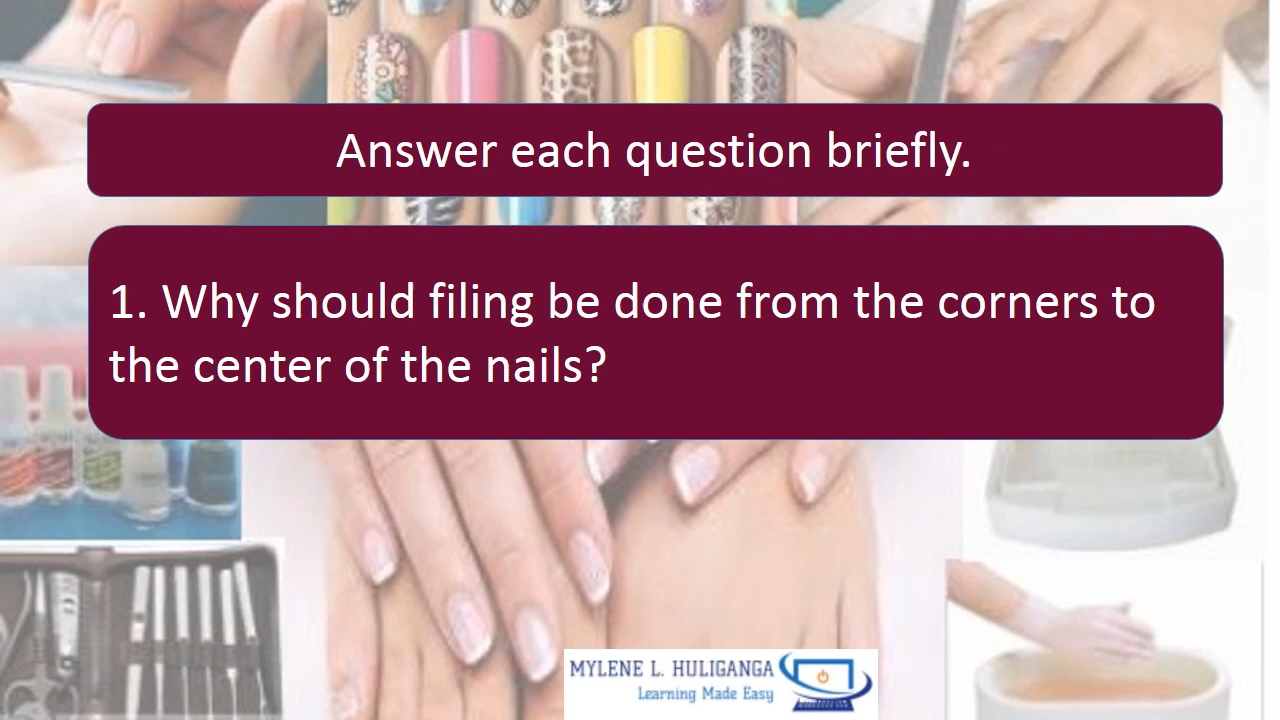 Answer each question briefly.
1. Why should filing be done from the corners to
the center of the nails?
MYLENE L. HULIGANGA
Learning Made Easy